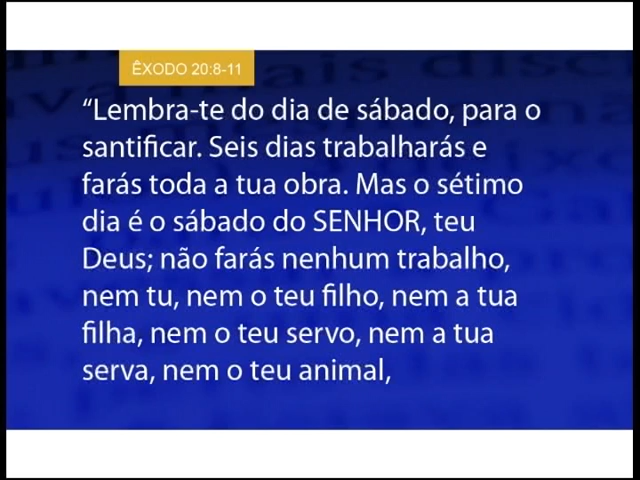 ÊXODO 20:8-11
“Lembra-te do dia de sábado, para o
santificar. Seis dias trabalharás e
farás toda a tua obra. Mas o sétimo
dia é o sábado do SENHOR, teu
Deus; não farás nenhum trabalho,
nem tu, nem o teu filho, nem a tua
filha, nem o teu servo, nem a tua
serva, nem o teu animal,